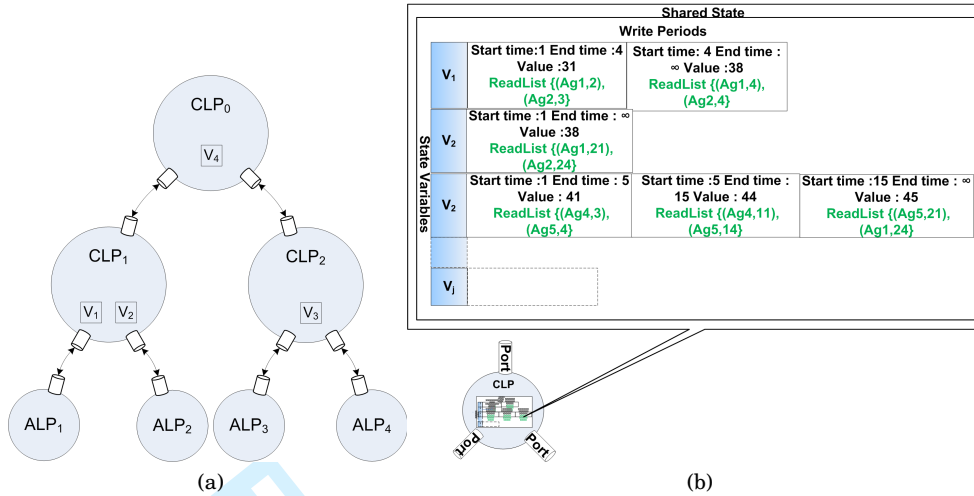 CLP0
V4
CLP1
V1
V2
CLP2
V3
ALP1
ALP2
ALP3
ALP4
(a)
Shared State
Write Periods
State Variables
V1
Start time:1 End time :4
Value :31
ReadList {(Ag1,2),
(Ag2,3}
Start time: 4 End time :
∞ Value :38
ReadList {(Ag1,4),
(Ag2,4}
V2
Start time :1 End time : ∞
Value :38
ReadList {(Ag1,21),
(Ag2,24}
V2
Start time :1 End time : 5
Value : 41
ReadList {(Ag4,3),
(Ag5,4}
Start time :5 End time :
15 Value : 44
ReadList {(Ag4,11),
(Ag5,14}
Start time :15 End time : ∞
Value : 45
ReadList {(Ag5,21),
(Ag1,24}
Vj
Port
CLP
Port
Port
(b)